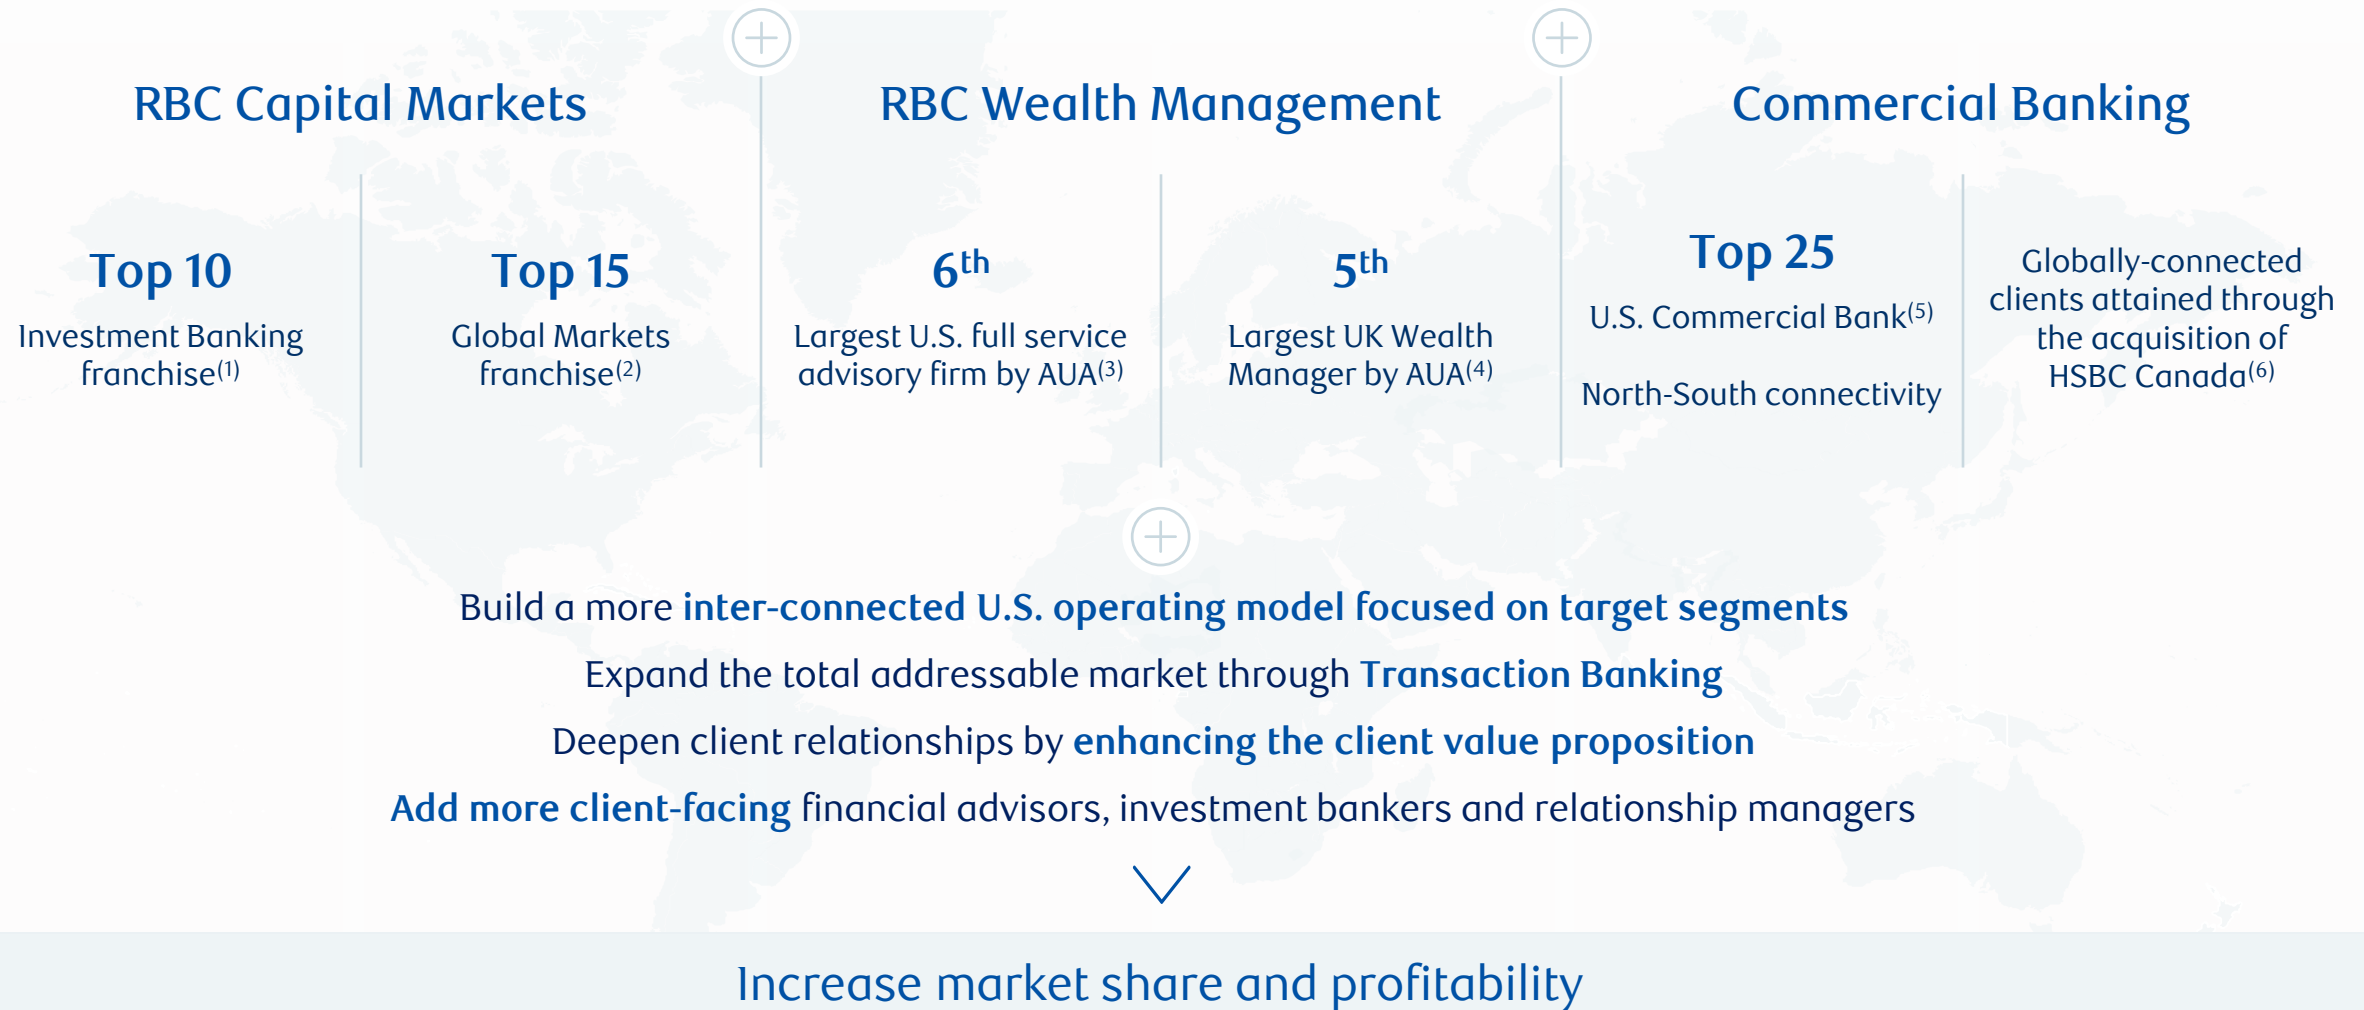 RBC Capital Markets
RBC Wealth Management
Commercial Banking
Top 10
Investment Banking
franchise(1)
Top 15
Global Markets
franchise(2)
6th
Largest U.S. full service
advisory firm by AUA(3)
5th
Largest UK Wealth
Manager by AUA(4)
Top 25
U.S. Commercial Bank(5)
North-South connectivity
Globally-connected
clients attained through
the acquisition of
HSBC Canada(6)
Build a more inter-connected U.S. operating model focused on target segments
Expand the total addressable market through Transaction Banking
Deepen client relationships by enhancing the client value proposition
Add more client-facing financial advisors, investment bankers and relationship managers
Increase market share and profitability